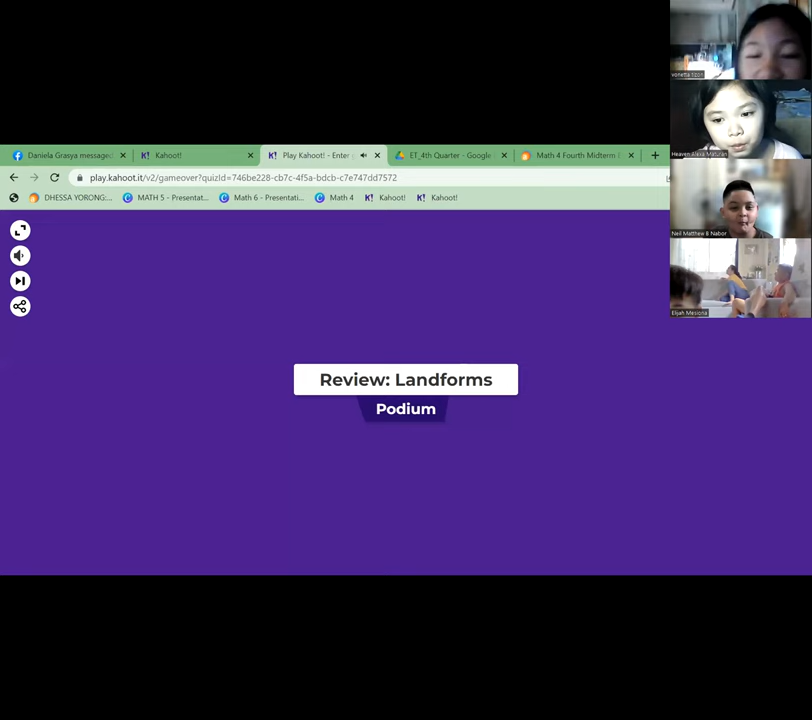 Daniela Grasya message:
Kahoot!
Play Kahoot! - Enter
ET_4th Quarter - Google
Math 4 Fourth Midterm
play.kahoot.it/v2/gameover?quizId=746be228-cb7c-4f5a-bdcb-c7e747dd7572
DHESSA YORONG:...
MATH 5 - Presentat...
Math 6 - Presentati...
Math 4
Kahoot!
Kahoot!
Review: Landforms
Podium
Heaven Alexa Maturan
Neil Matthew B Nabor
Elijah Mesiona